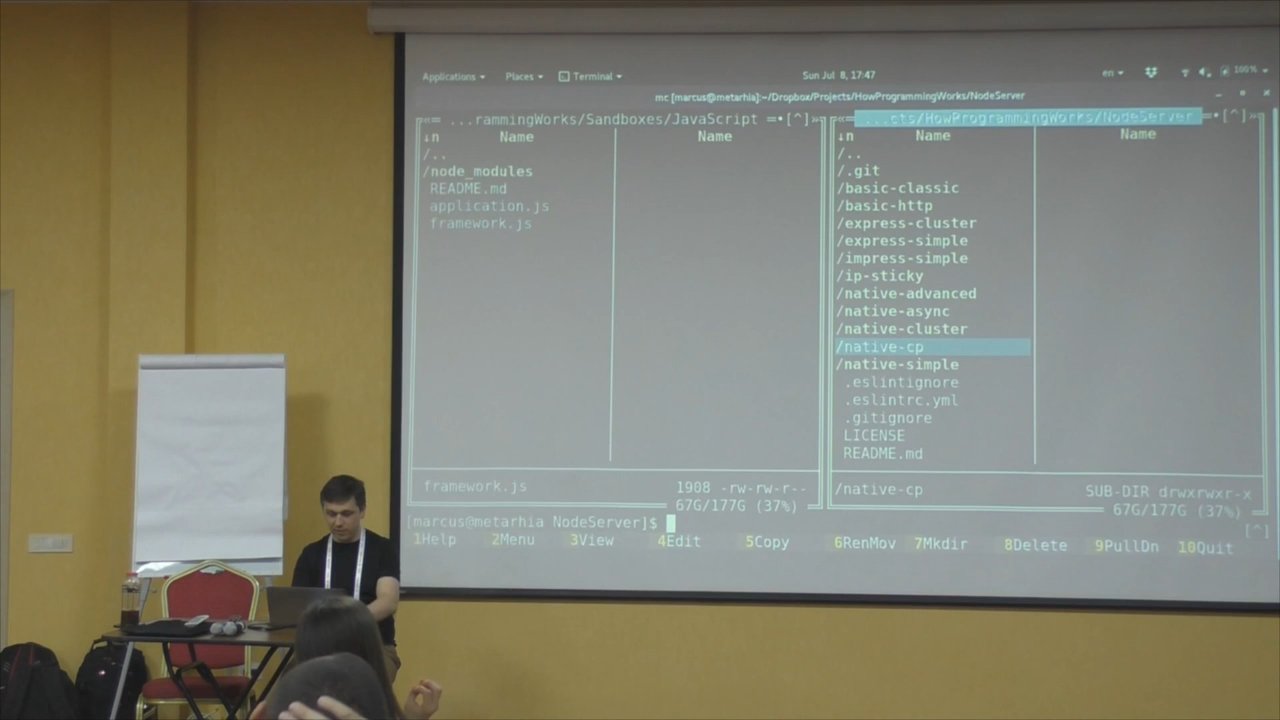 Applications Places Terminal Sun Jul 8, 17:47 en 100%
mc [marcus@metarhia]:~/Dropbox/Projects/HowProgrammingWorks/NodeServer
...rammingWorks/Sandboxes/JavaScript
↓n Name Name
/..
/node_modules
README.md
application.js
framework.js
framework.js 1908 -rw-rw-r--
67G/177G (37%)
...cts/HowProgrammingWorks/NodeServer
↓n Name Name
/..
/.git
/basic-classic
/basic-http
/express-cluster
/express-simple
/impress-simple
/ip-sticky
/native-advanced
/native-async
/native-cluster
/native-cp
/native-simple
.eslintignore
.eslintrc.yml
.gitignore
LICENSE
README.md
/native-cp SUB-DIR drwxrwxr-x
67G/177G (37%)
[marcus@metarhia NodeServer]$ [^]
1Help 2Menu 3View 4Edit 5Copy 6RenMov 7Mkdir 8Delete 9PullDn 10Quit